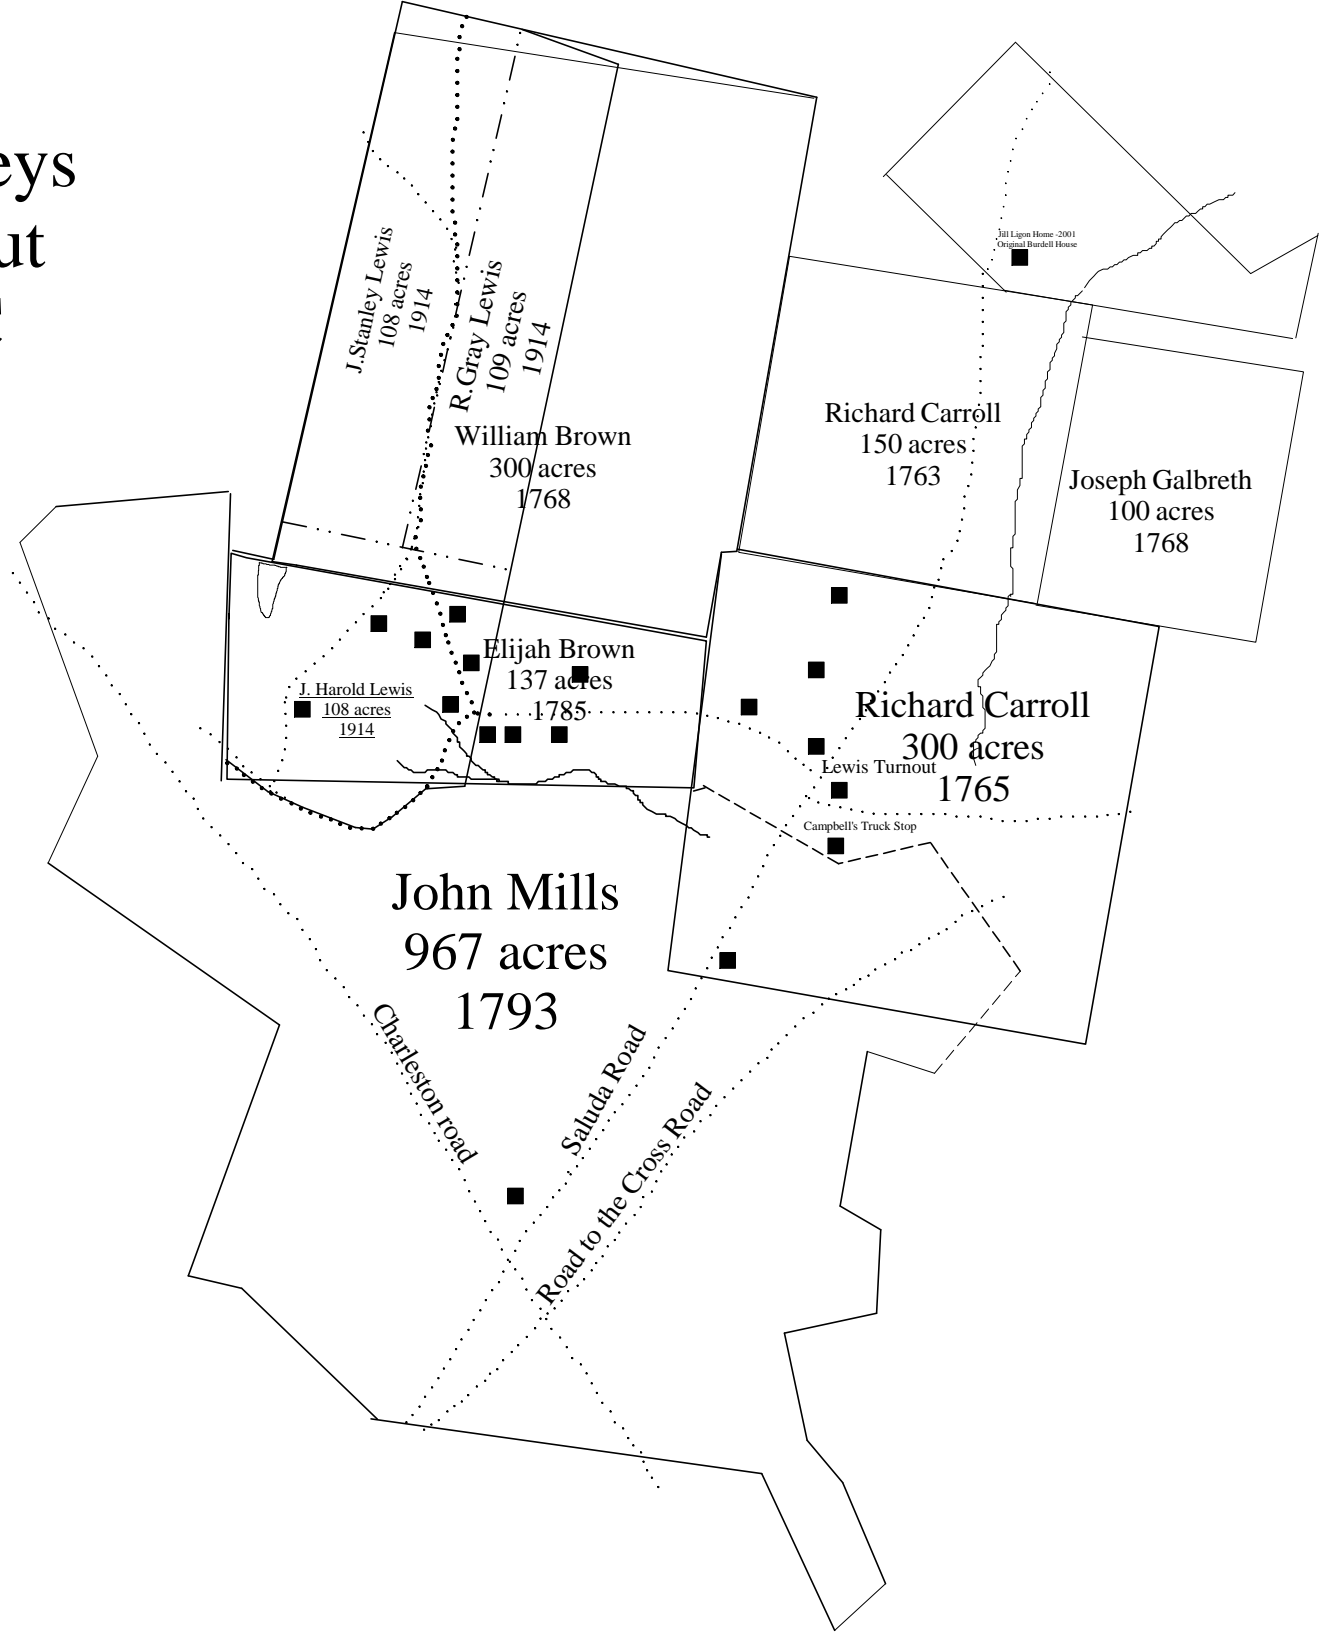 eys
ut
Jill Ligon Home -2001
Original Burdell House
J.Stanley Lewis
108 acres
1914
R.Gray Lewis
109 acres
1914
William Brown
300 acres
1768
Richard Carroll
150 acres
1763
Joseph Galbreth
100 acres
1768
Elijah Brown
137 acres
1785
J. Harold Lewis
108 acres
1914
Richard Carroll
300 acres
1765
Lewis Turnout
Campbell's Truck Stop
John Mills
967 acres
1793
Charleston road
Saluda Road
Road to the Cross Road